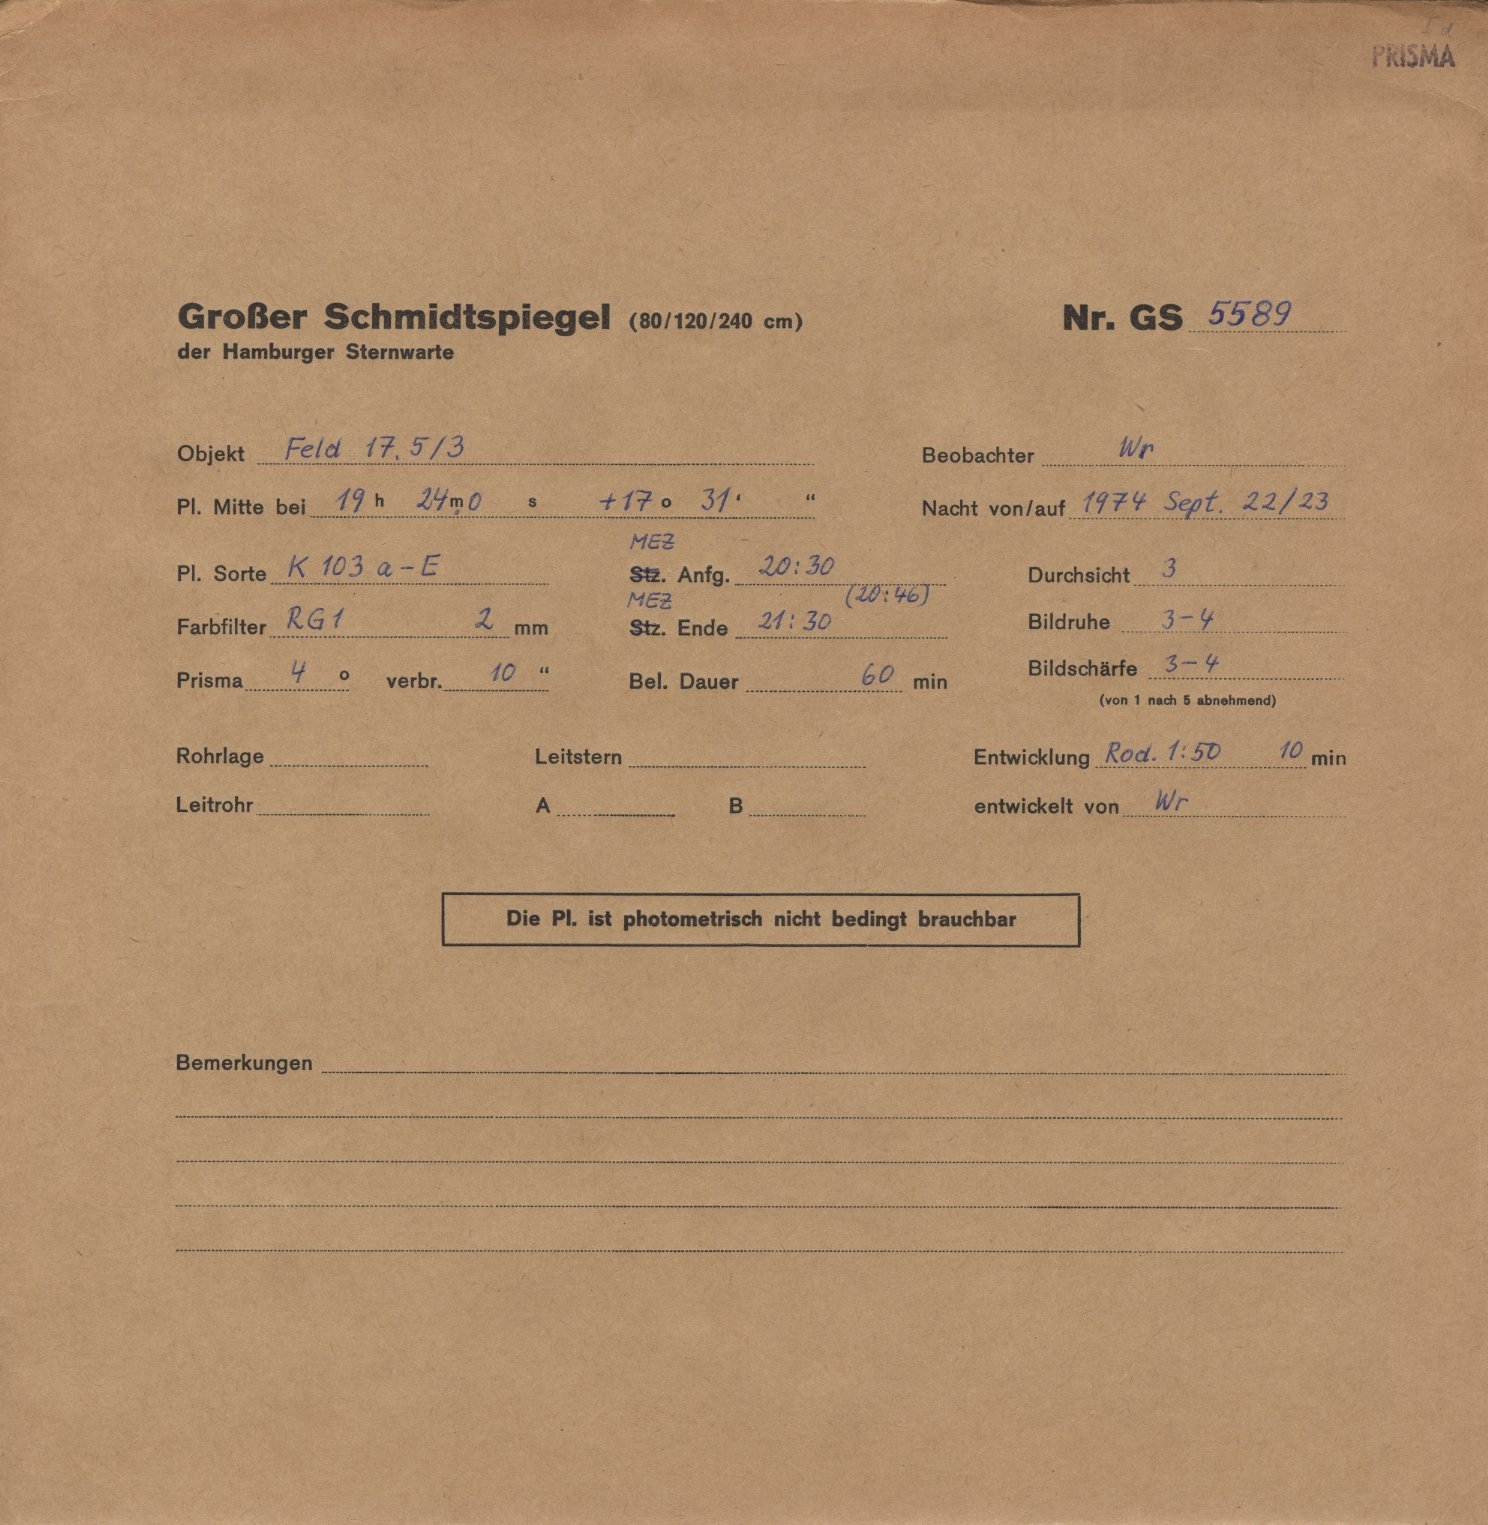 PRISMA
Großer Schmidtspiegel (80/120/240 cm) Nr. GS 5589
der Hamburger Sternwarte
Objekt Feld 17.5/3 Beobachter Wr
Pl. Mitte bei 19 h 24 m.0 s +17 o 31 ' “ Nacht von/auf 1974 Sept. 22/23
MEZ
Pl. Sorte K 103 a-E Stz. Anfg. 20:30 Durchsicht 3
MEZ (20:46)
Farbfilter RG1 2 mm Stz. Ende 21:30 Bildruhe 3-4
Prisma 4 o verbr. 10 “ Bel. Dauer 60 min Bildschärfe 3-4
(von 1 nach 5 abnehmend)
Rohrlage Leitstern Entwicklung Rod. 1:50 10 min
Leitrohr A B entwickelt von Wr
Die Pl. ist photometrisch nicht bedingt brauchbar
Bemerkungen